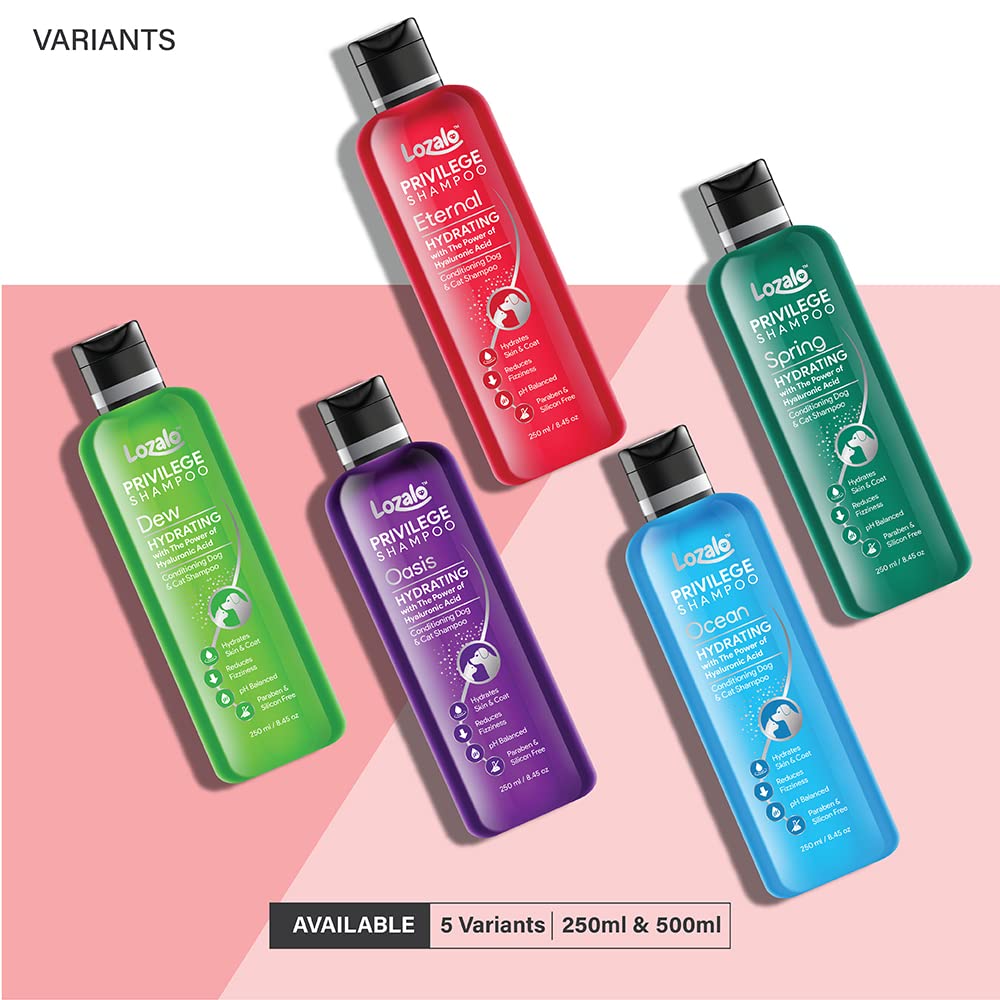 VARIANTS
Lozalo™
PRIVILEGE
SHAMPOO
Eternal
HYDRATING
with The Power of
Hyaluronic Acid
Conditioning Dog
& Cat Shampoo
Hydrates
Skin & Coat
Reduces
Fizziness
pH Balanced
Paraben &
Silicon Free
250 ml / 8.45 oz
Lozalo™
PRIVILEGE
SHAMPOO
Spring
HYDRATING
with The Power of
Hyaluronic Acid
Conditioning Dog
& Cat Shampoo
Hydrates
Skin & Coat
Reduces
Fizziness
pH Balanced
Paraben &
Silicon Free
250 ml / 8.45 oz
Lozalo™
PRIVILEGE
SHAMPOO
Dew
HYDRATING
with The Power of
Hyaluronic Acid
Conditioning Dog
& Cat Shampoo
Hydrates
Skin & Coat
Reduces
Fizziness
pH Balanced
Paraben &
Silicon Free
250 ml / 8.45 oz
Lozalo™
PRIVILEGE
SHAMPOO
Oasis
HYDRATING
with The Power of
Hyaluronic Acid
Conditioning Dog
& Cat Shampoo
Hydrates
Skin & Coat
Reduces
Fizziness
pH Balanced
Paraben &
Silicon Free
250 ml / 8.45 oz
Lozalo™
PRIVILEGE
SHAMPOO
Ocean
HYDRATING
with The Power of
Hyaluronic Acid
Conditioning Dog
& Cat Shampoo
Hydrates
Skin & Coat
Reduces
Fizziness
pH Balanced
Paraben &
Silicon Free
250 ml / 8.45 oz
AVAILABLE 5 Variants | 250ml & 500ml